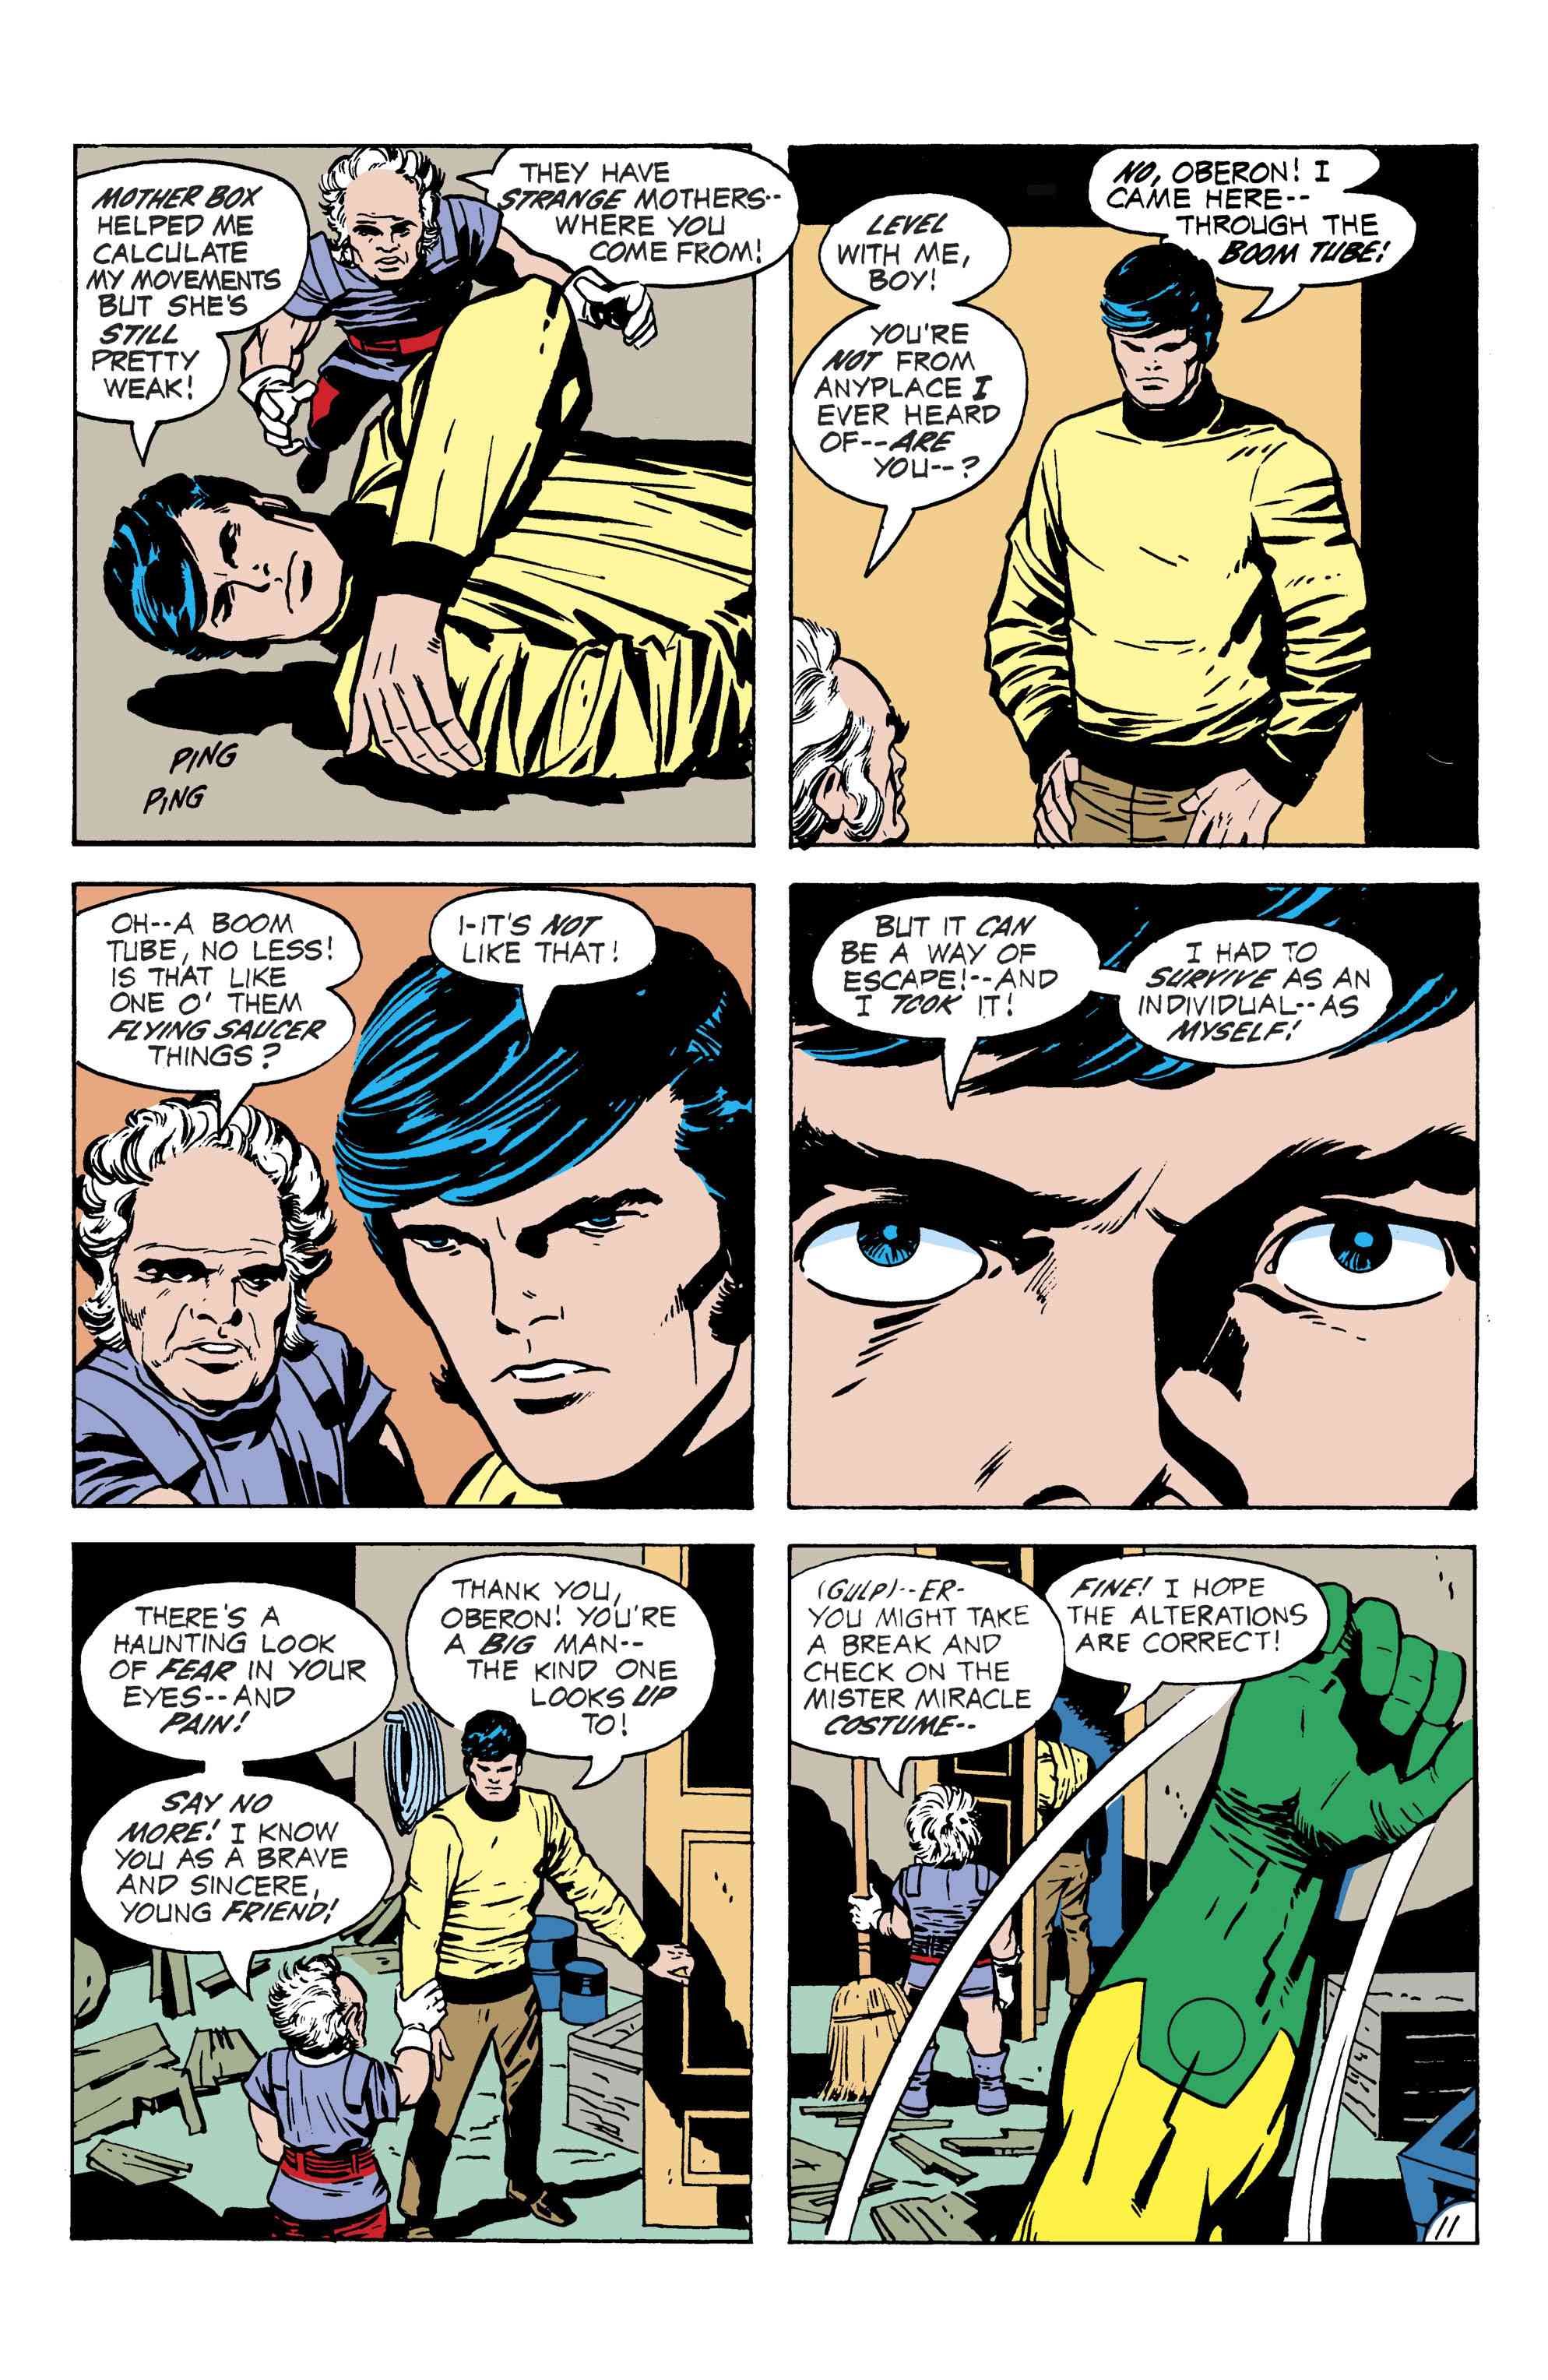 MOTHER BOX
HELPED ME
CALCULATE
MY MOVEMENTS
BUT SHE'S
STILL
PRETTY
WEAK!
THEY HAVE
STRANGE MOTHERS--
WHERE YOU
COME FROM!
PING
PING
LEVEL
WITH ME,
BOY!
YOU'RE
NOT FROM
ANYPLACE I
EVER HEARD
OF--ARE
YOU--?
NO, OBERON! I
CAME HERE--
THROUGH THE
BOOM TUBE!
OH--A BOOM
TUBE, NO LESS!
IS THAT LIKE
ONE O' THEM
FLYING SAUCER
THINGS?
I-IT'S NOT
LIKE THAT!
BUT IT CAN
BE A WAY OF
ESCAPE!--AND
I TOOK IT!
I HAD TO
SURVIVE AS AN
INDIVIDUAL--AS
MYSELF!
THERE'S A
HAUNTING LOOK
OF FEAR IN YOUR
EYES--AND
PAIN!
SAY NO
MORE! I KNOW
YOU AS A BRAVE
AND SINCERE,
YOUNG FRIEND!
THANK YOU,
OBERON! YOU'RE
A BIG MAN--
THE KIND ONE
LOOKS UP
TO!
(GULP)--ER-
YOU MIGHT TAKE
A BREAK AND
CHECK ON THE
MISTER MIRACLE
COSTUME--
FINE! I HOPE
THE ALTERATIONS
ARE CORRECT!
11